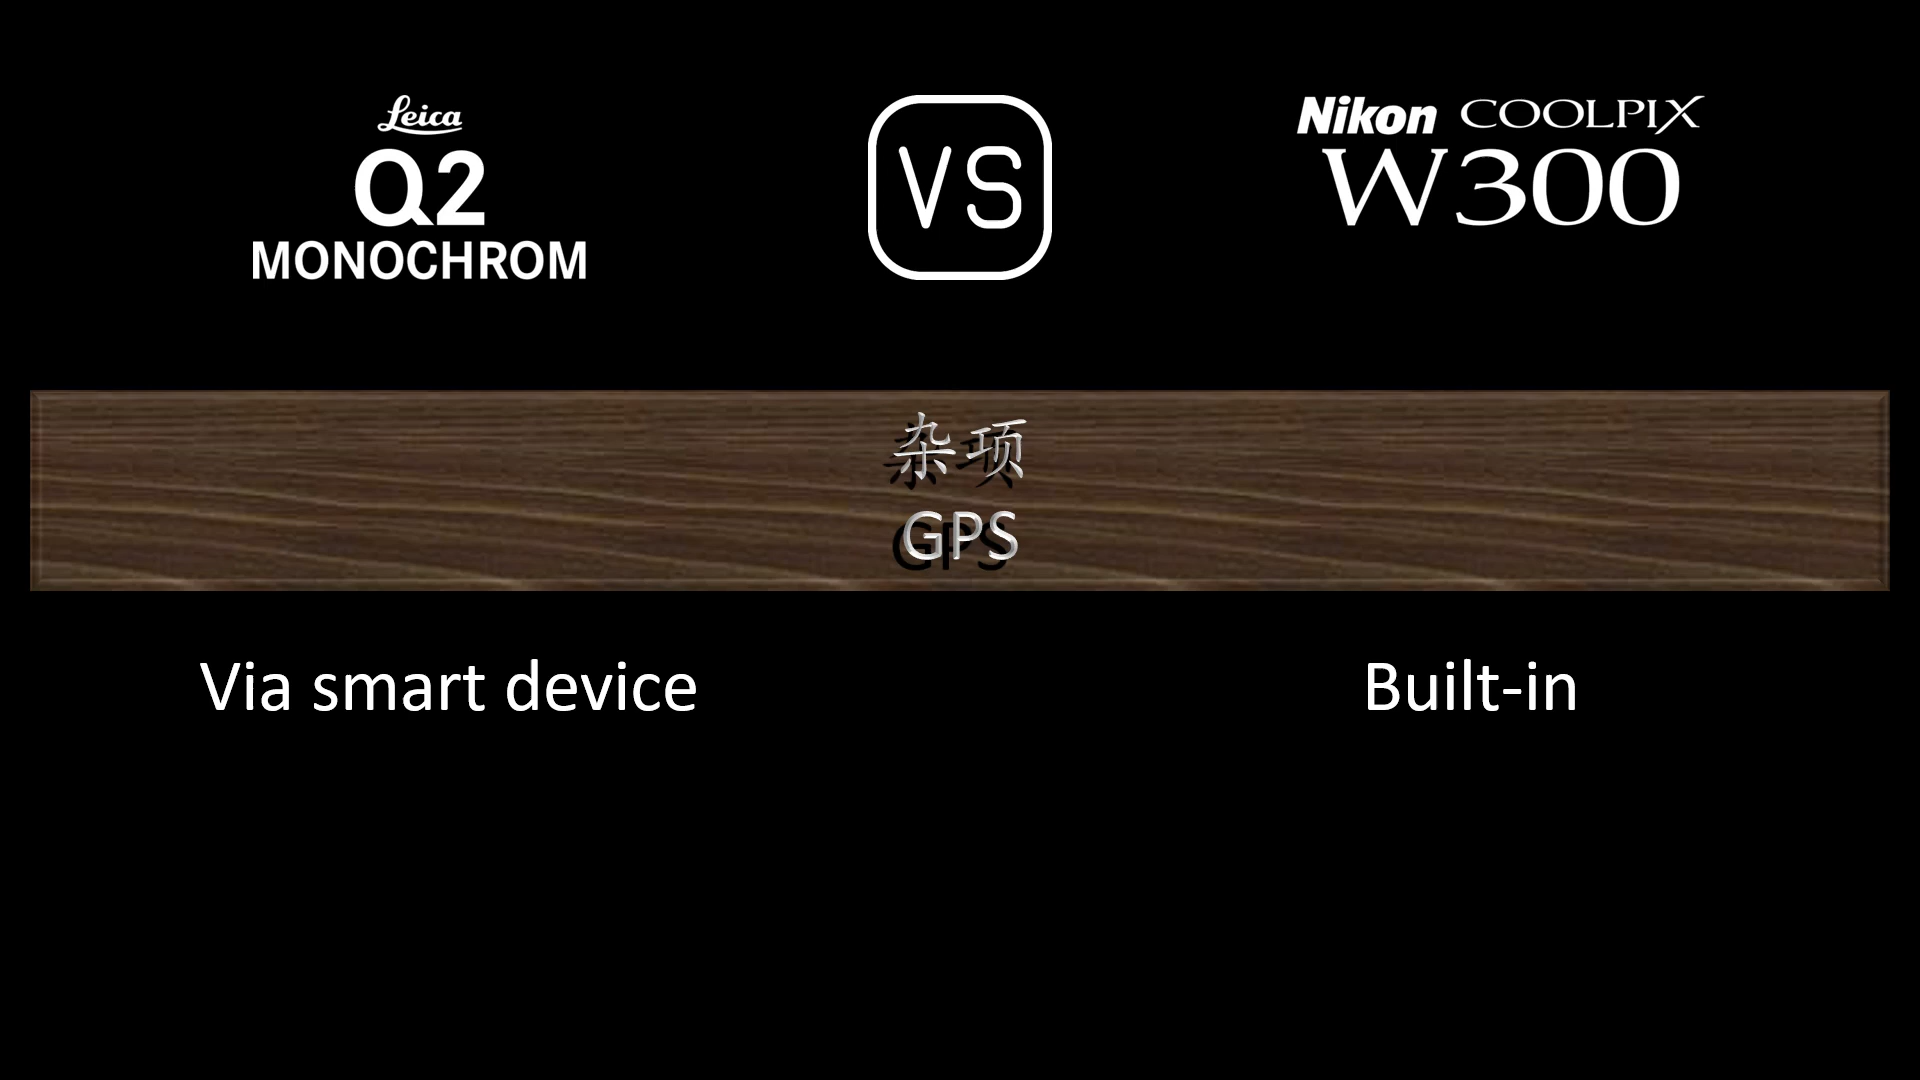 Leica
Q2
MONOCHROM
VS
Nikon COOLPIX
W300
杂项
GPS
Via smart device
Built-in